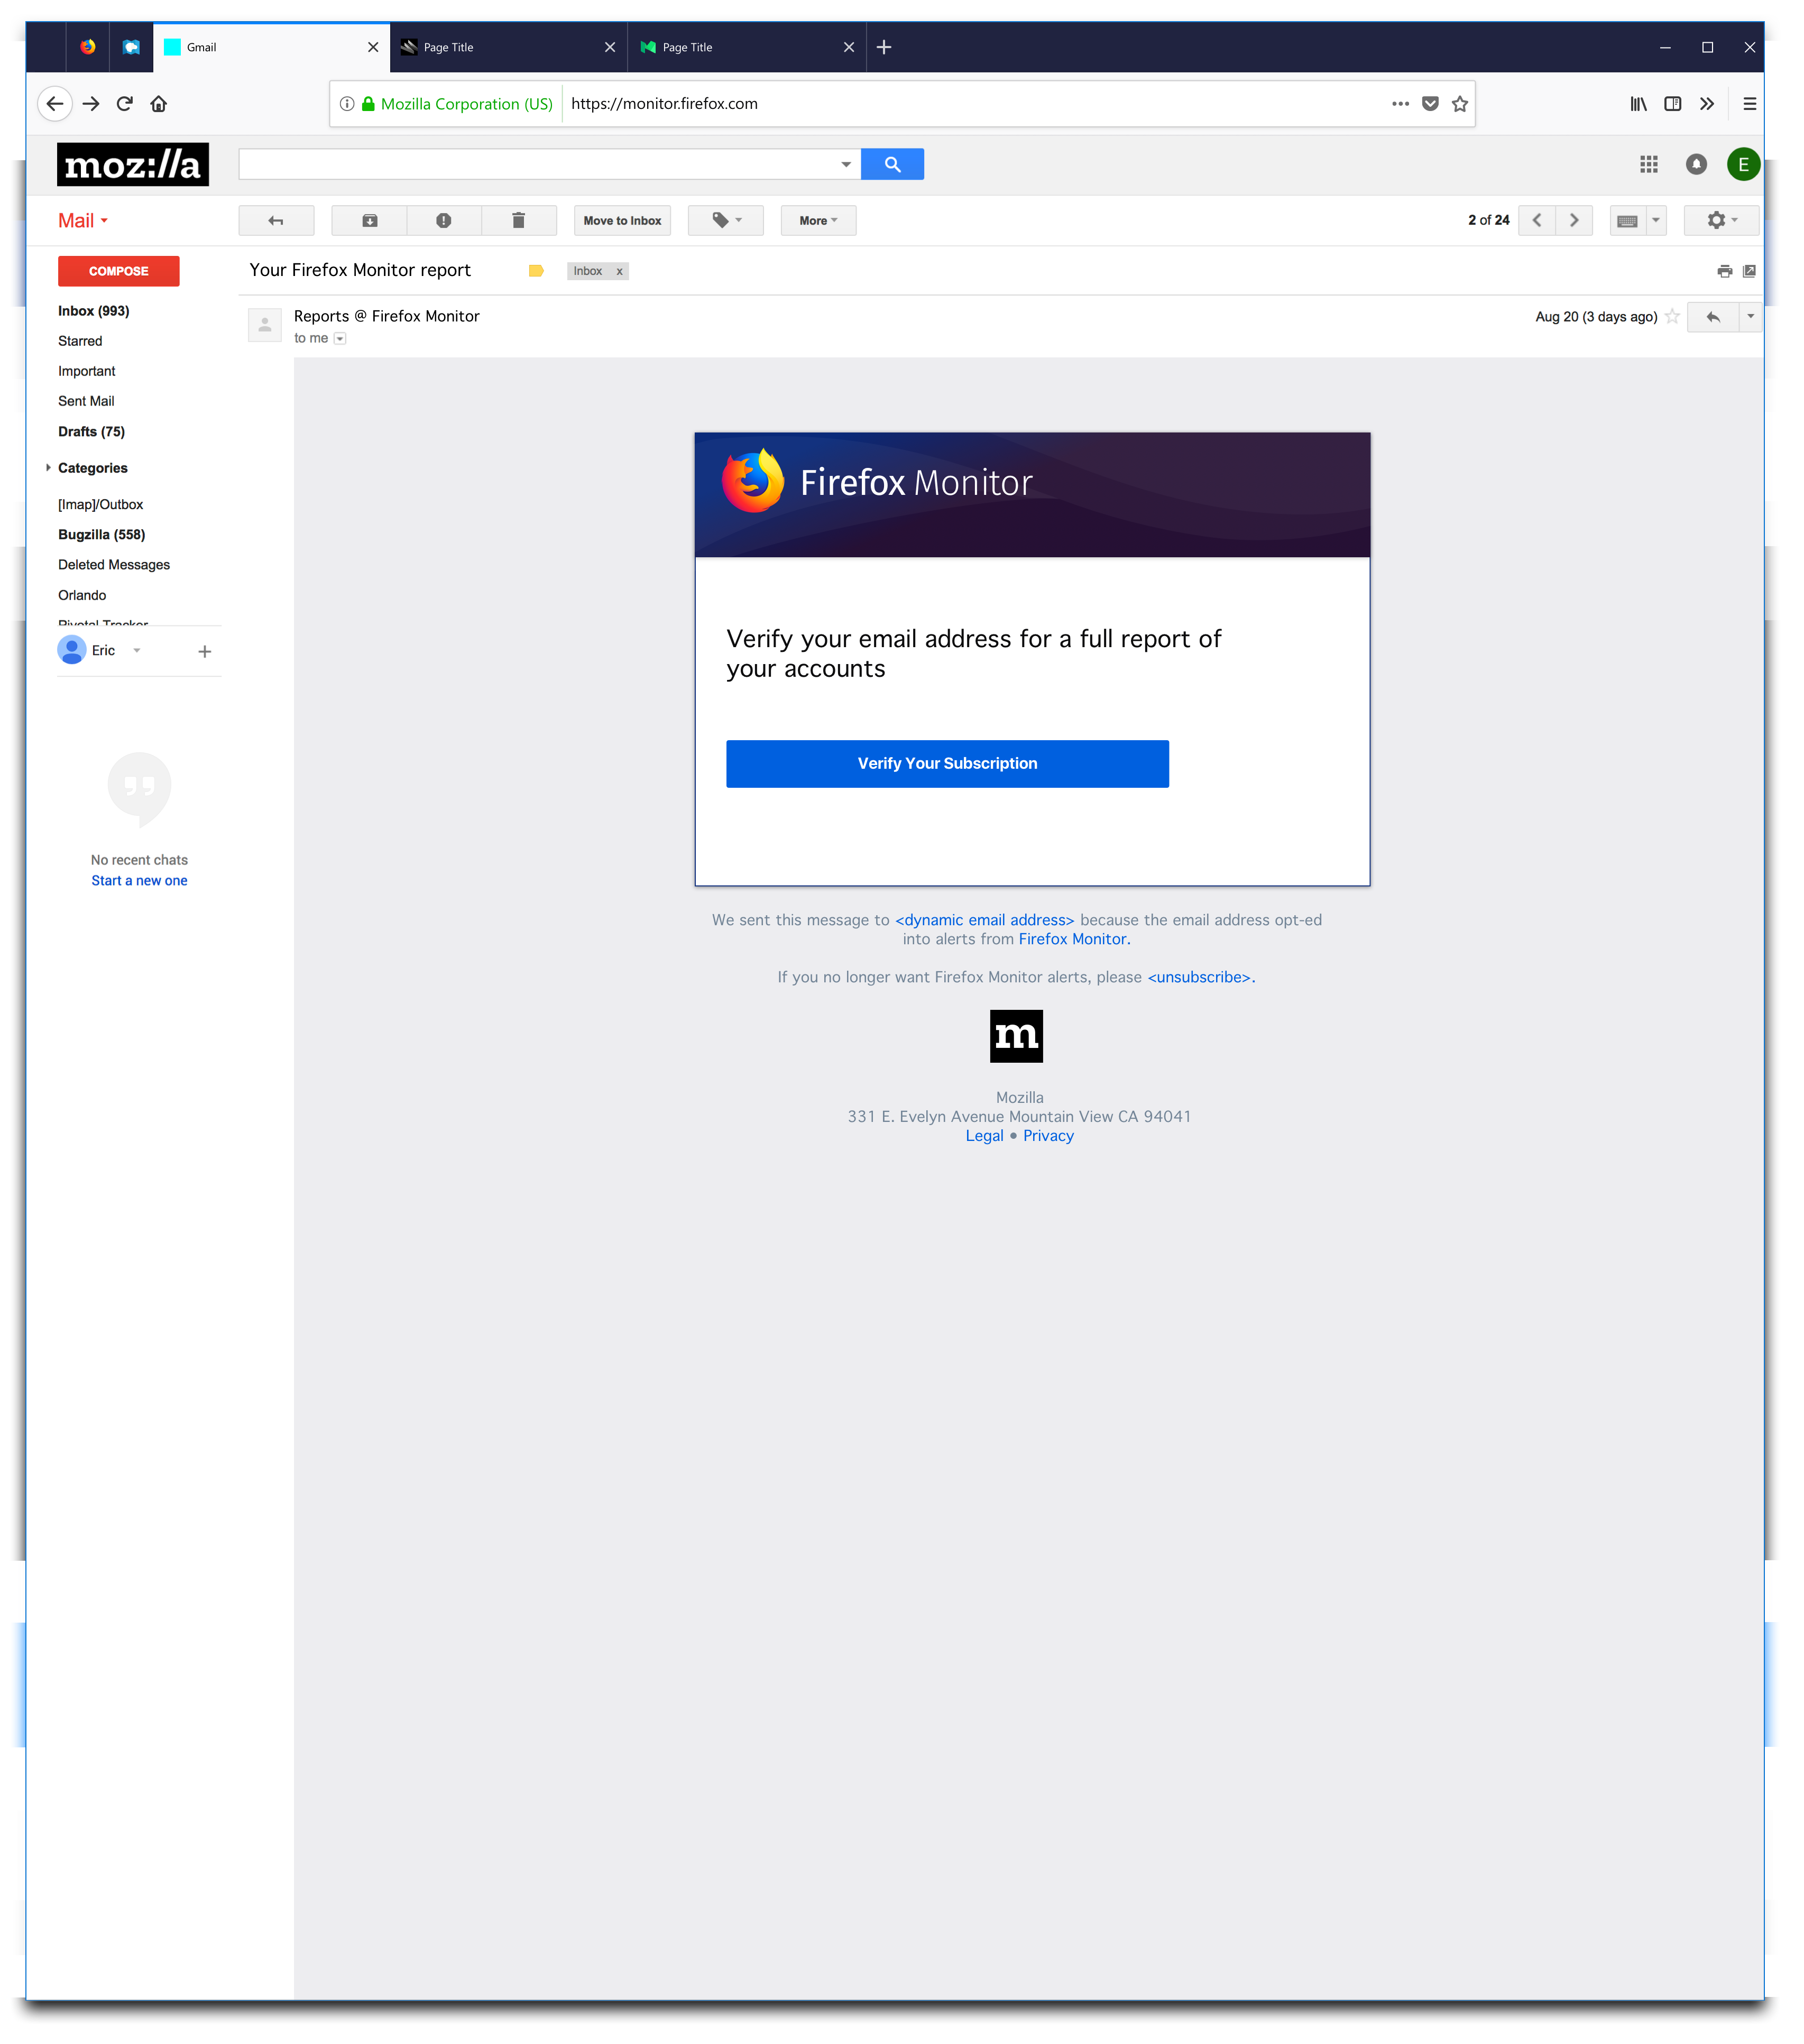 Gmail
Page Title
Page Title
Mozilla Corporation (US)
https://monitor.firefox.com
moz://a
E
Mail
Move to Inbox
More
2 of 24
COMPOSE
Your Firefox Monitor report
Inbox x
Inbox (993)
Starred
Important
Sent Mail
Drafts (75)
Categories
[Imap]/Outbox
Bugzilla (558)
Deleted Messages
Orlando
Pivotal Tracker
Eric
No recent chats
Start a new one
Reports @ Firefox Monitor
to me
Aug 20 (3 days ago)
Firefox Monitor
Verify your email address for a full report of
your accounts
Verify Your Subscription
We sent this message to <dynamic email address> because the email address opt-ed
into alerts from Firefox Monitor.
If you no longer want Firefox Monitor alerts, please <unsubscribe>.
m
Mozilla
331 E. Evelyn Avenue Mountain View CA 94041
Legal • Privacy